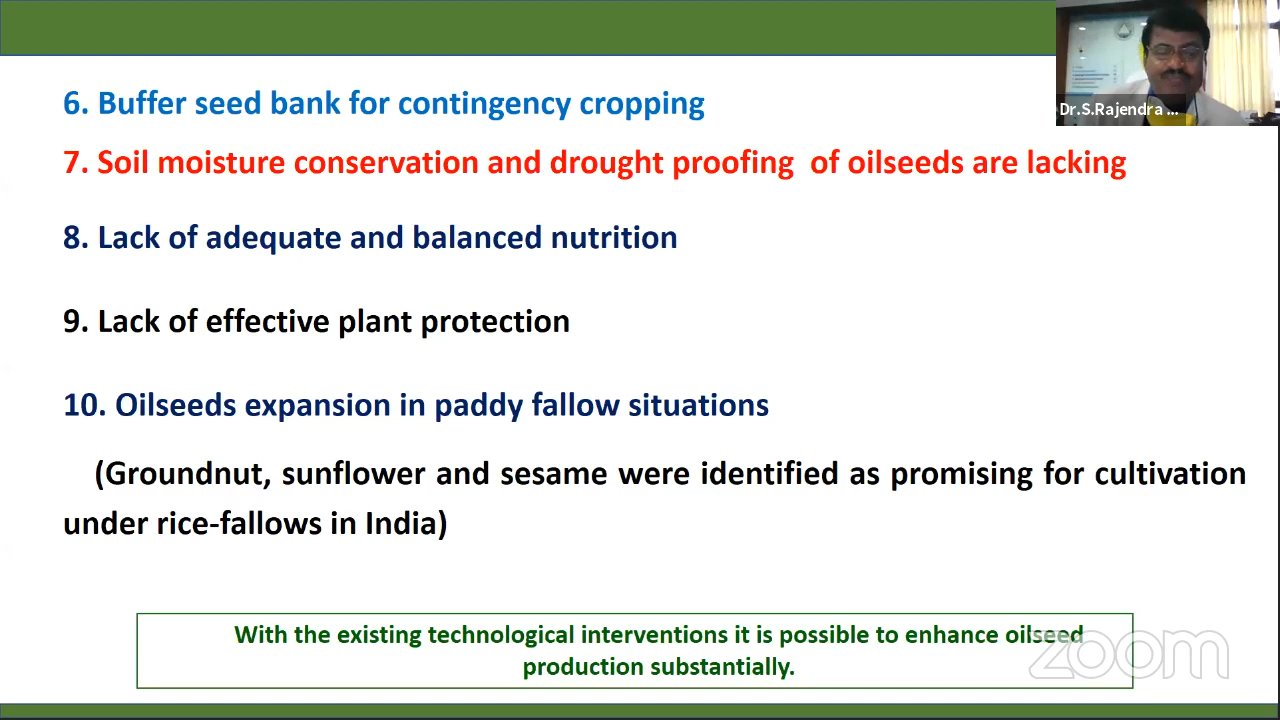 Dr.S.Rajendra ...
6. Buffer seed bank for contingency cropping
7. Soil moisture conservation and drought proofing of oilseeds are lacking
8. Lack of adequate and balanced nutrition
9. Lack of effective plant protection
10. Oilseeds expansion in paddy fallow situations
(Groundnut, sunflower and sesame were identified as promising for cultivation
under rice-fallows in India)
With the existing technological interventions it is possible to enhance oilseed
production substantially.
zoom